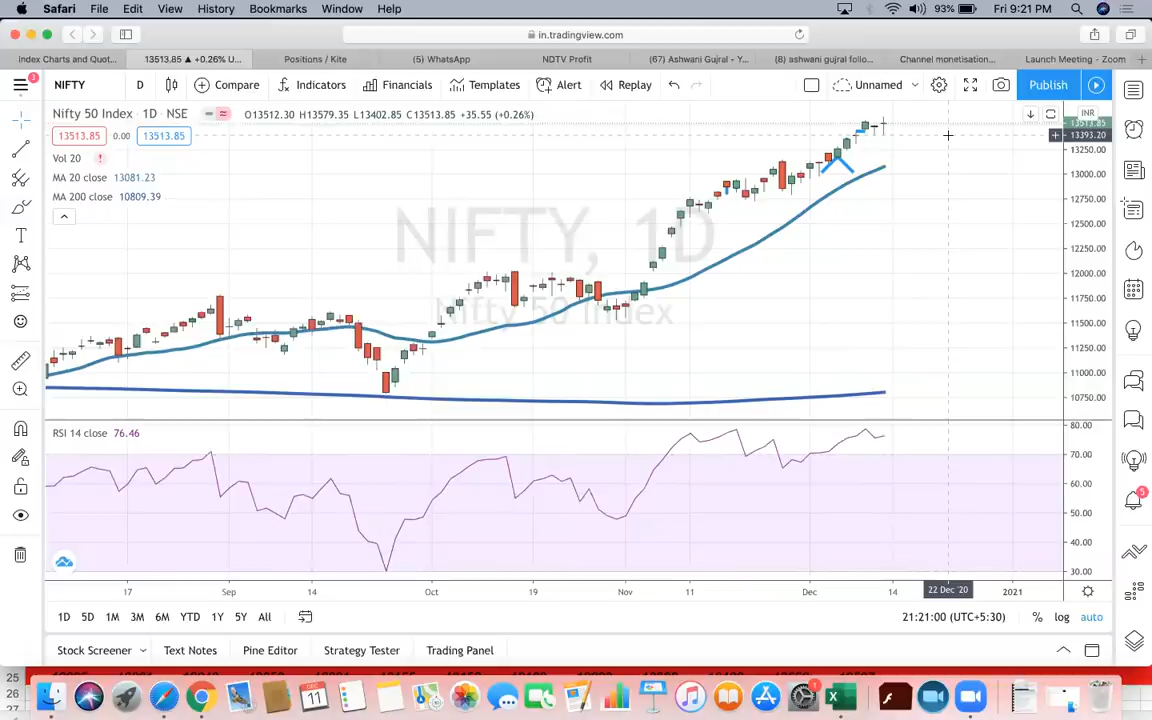 Safari File Edit View History Bookmarks Window Help 93% Fri 9:21 PM
in.tradingview.com
Index Charts and Quot... 13513.85 ▲ +0.26% U... Positions / Kite (5) WhatsApp NDTV Profit (67) Ashwani Gujral - Y... (8) ashwani gujral follo... Channel monetisation... Launch Meeting - Zoom
3 NIFTY D Compare Indicators Financials Templates Alert Replay Unnamed Publish
Nifty 50 Index · 1D · NSE O13512.30 H13579.35 L13402.85 C13513.85 +35.55 (+0.26%) INR
13513.85 0.00 13513.85
13513.85
13393.20
Vol 20 !
MA 20 close 13081.23
MA 200 close 10809.39
NIFTY, 1D
Nifty 50 Index
13250.00
13000.00
12750.00
12500.00
12250.00
12000.00
11750.00
11500.00
11250.00
11000.00
10750.00
RSI 14 close 76.46
80.00
70.00
60.00
50.00
40.00
30.00
5
17 Sep 14 Oct 19 Nov 11 Dec 14 22 Dec '20 2021
1D 5D 1M 3M 6M YTD 1Y 5Y All 21:21:00 (UTC+5:30) % log auto
Stock Screener Text Notes Pine Editor Strategy Tester Trading Panel
25
26
27
DEC
11
1